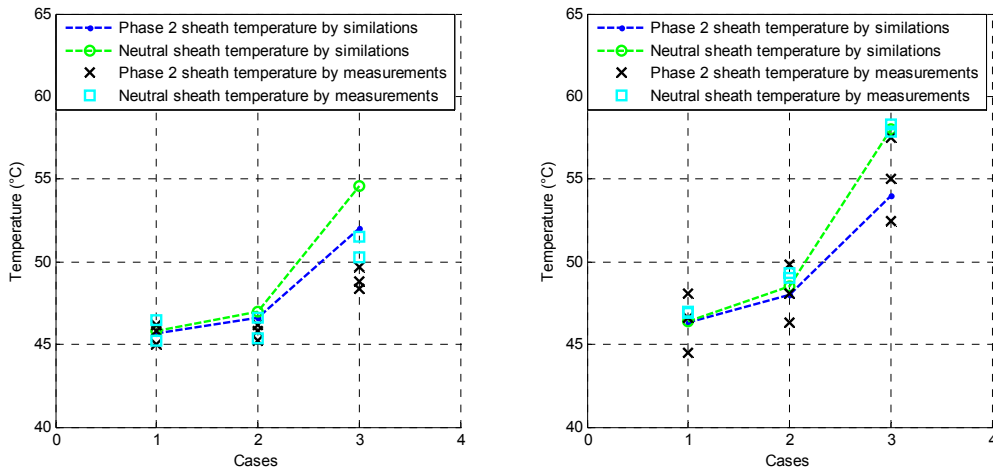 65
Phase 2 sheath temperature by similations
Neutral sheath temperature by similations
Phase 2 sheath temperature by measurements
Neutral sheath temperature by measurements
60
55
50
45
40
Temperature (°C)
0 1 2 3 4
Cases
65
Phase 2 sheath temperature by similations
Neutral sheath temperature by similations
Phase 2 sheath temperature by measurements
Neutral sheath temperature by measurements
60
55
50
45
40
Temperature (°C)
0 1 2 3 4
Cases